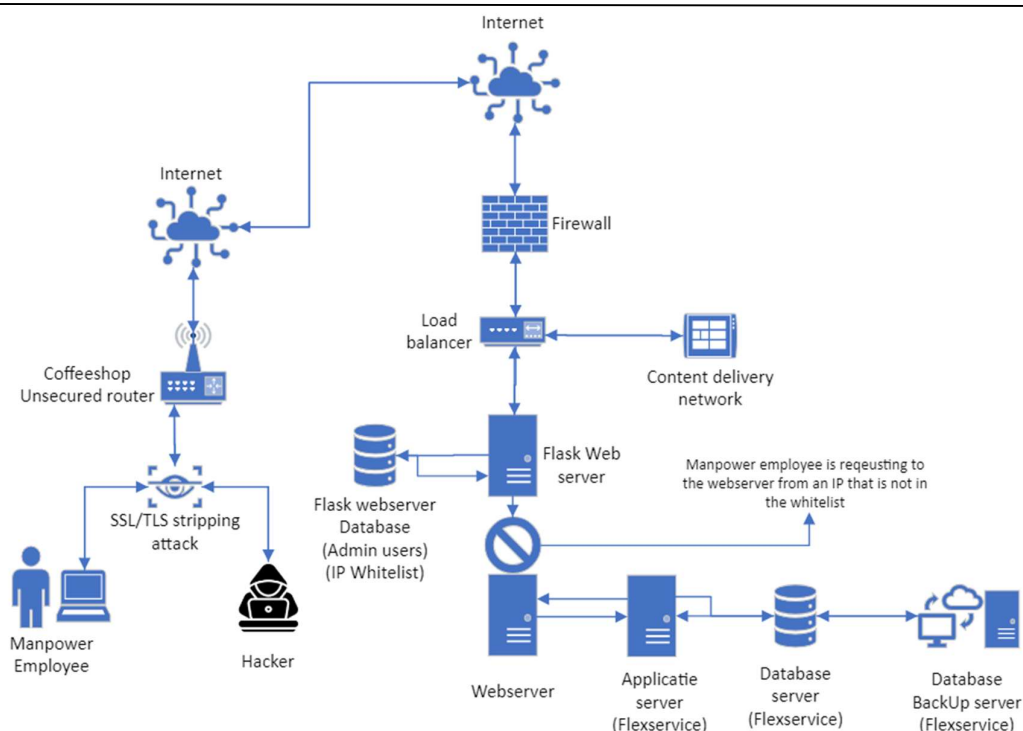 Internet
Internet
Firewall
Load
balancer
Content delivery
network
Coffeeshop
Unsecured router
Flask Web
server
Manpower employee is reqeusting to
the webserver from an IP that is not in
the whitelist
Flask webserver
Database
(Admin users)
(IP Whitelist)
SSL/TLS stripping
attack
Manpower
Employee
Hacker
Webserver
Applicatie
server
(Flexservice)
Database
server
(Flexservice)
Database
BackUp server
(Flexservice)